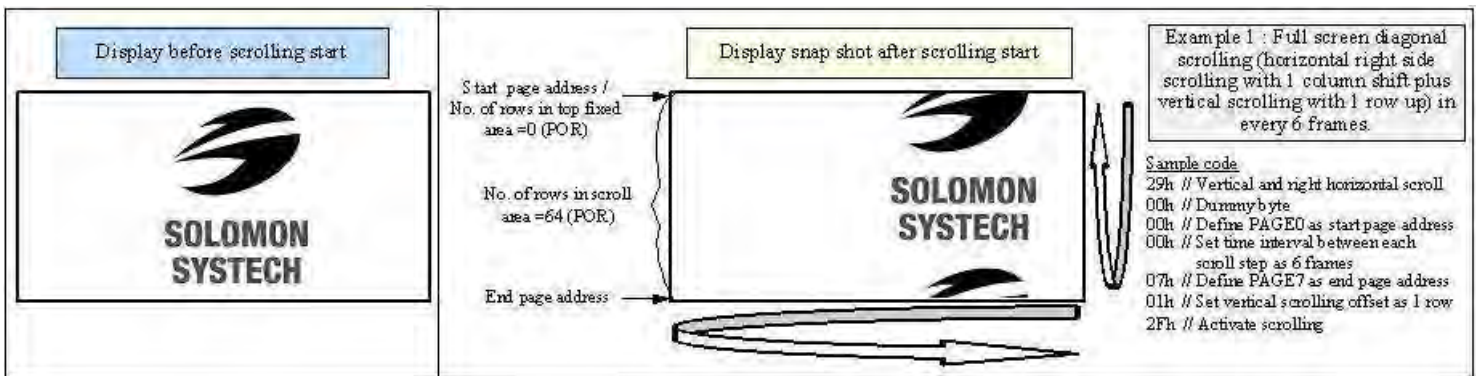 Display before scrolling start
SOLOMON
SYSTECH
Display snap shot after scrolling start
Start page address /
No. of rows in top fixed
area =0 (POR)
No. of rows in scroll
area =64 (POR)
End page address
SOLOMON
SYSTECH
Example 1 : Full screen diagonal
scrolling (horizontal right side
scrolling with 1 column shift plus
vertical scrolling with 1 row up) in
every 6 frames.
Sample code
29h // Vertical and right horizontal scroll
00h // Dummy byte
00h // Define PAGE0 as start page address
00h // Set time interval between each
scroll step as 6 frames
07h // Define PAGE7 as end page address
01h // Set vertical scrolling offset as 1 row
2Fh // Activate scrolling